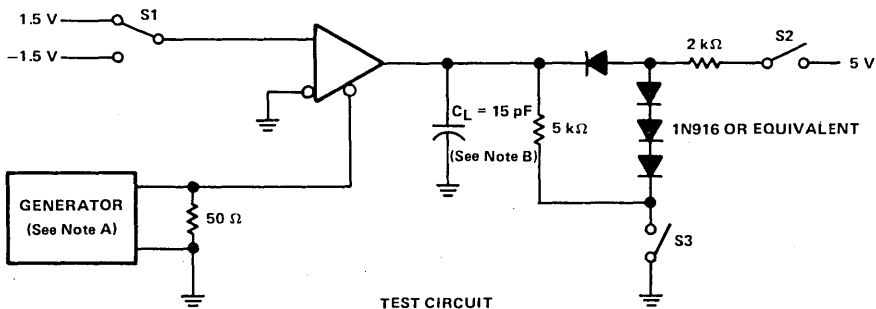 1.5 V
S1
−1.5 V
2 kΩ
S2
5 V
CL = 15 pF
(See Note B)
5 kΩ
1N916 OR EQUIVALENT
GENERATOR
(See Note A)
50 Ω
S3
TEST CIRCUIT